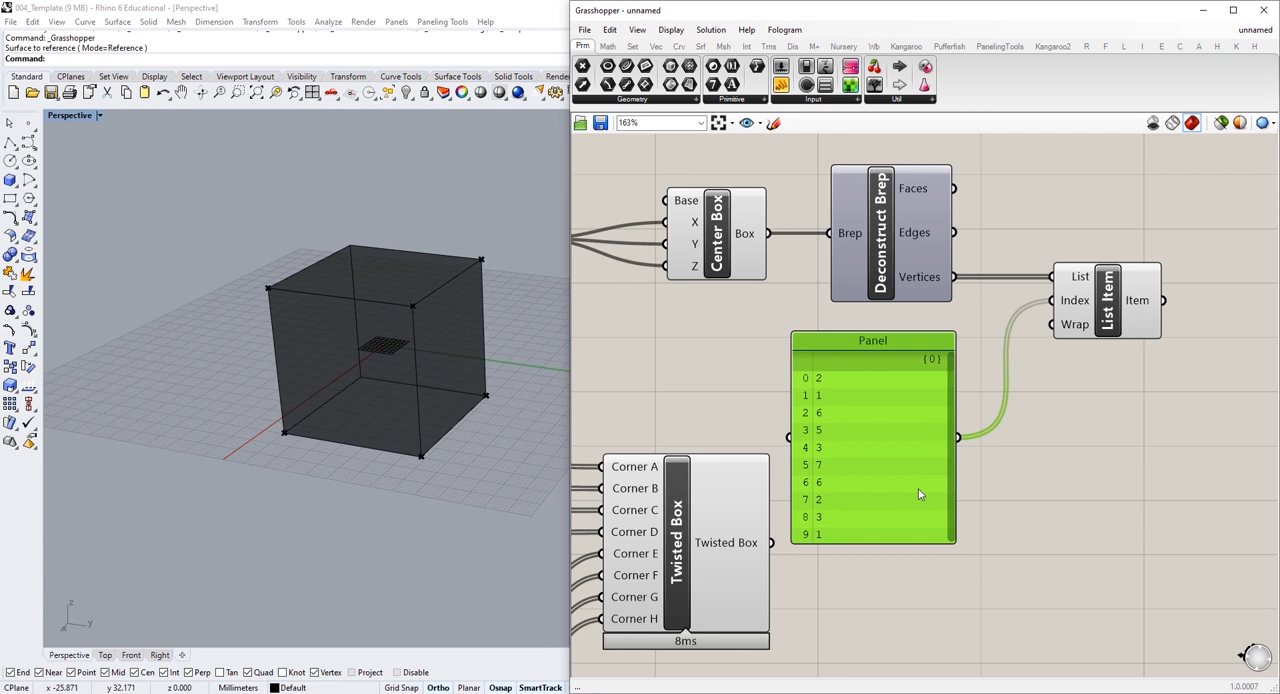 004_Template (9 MB) - Rhino 6 Educational - [Perspective]
File Edit View Curve Surface Solid Mesh Dimension Transform Tools Analyze Render Panels Paneling Tools Help
Command: _Grasshopper
Surface to reference ( Mode=Reference )
Command:
Standard CPlanes Set View Display Select Viewport Layout Visibility Transform Curve Tools Surface Tools Solid Tools
Perspective
z
y
Perspective Top Front Right
End Near Point Mid Cen Int Perp Tan Quad Knot Vertex Project Disable
CPlane x -25.871 y 32.171 z 0.000 Millimeters Default Grid Snap Ortho Planar Osnap SmartTrack
Grasshopper - unnamed
File Edit View Display Solution Help Fologram unnamed
Prm Math Set Vec Crv Srf Msh Int Trns Dis M+ Nursery Wb Kangaroo Pufferfish PanelingTools Kangaroo2 R F L I E C A H K H
Geometry Primitive Input Util
163%
Base
X
Y
Z
Center Box
Box
Brep
Deconstruct Brep
Faces
Edges
Vertices
List
Index
Wrap
List Item
Item
Panel
{0}
0 2
1 1
2 6
3 5
4 3
5 7
6 6
7 2
8 3
9 1
Corner A
Corner B
Corner C
Corner D
Corner E
Corner F
Corner G
Corner H
Twisted Box
Twisted Box
8ms
...
1.0.0007